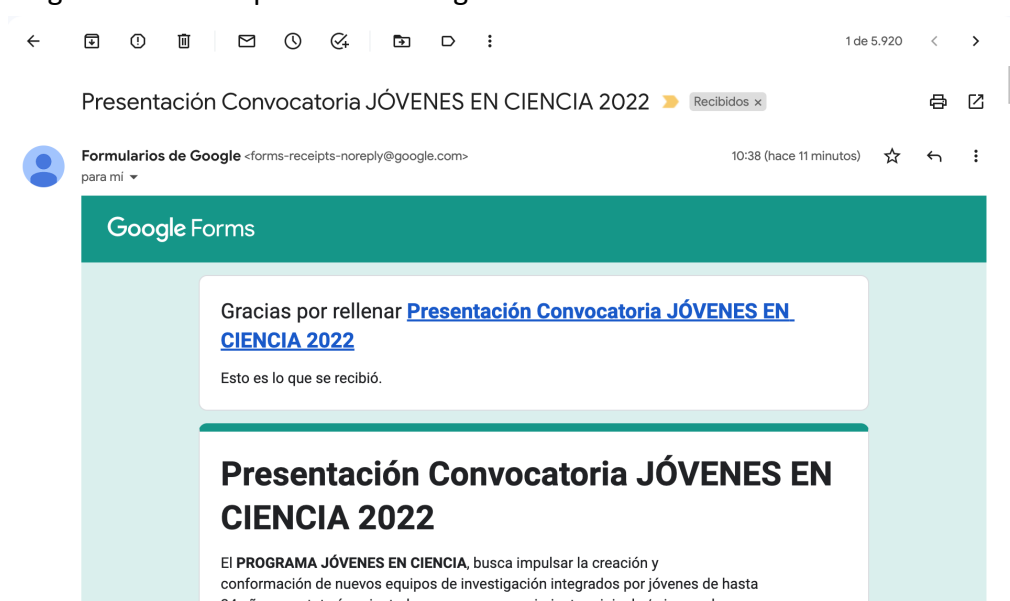 1 de 5.920
Presentación Convocatoria JÓVENES EN CIENCIA 2022 Recibidos ×
Formularios de Google <forms-receipts-noreply@google.com> 10:38 (hace 11 minutos)
para mí
Google Forms
Gracias por rellenar Presentación Convocatoria JÓVENES EN
CIENCIA 2022
Esto es lo que se recibió.
Presentación Convocatoria JÓVENES EN
CIENCIA 2022
El PROGRAMA JÓVENES EN CIENCIA, busca impulsar la creación y
conformación de nuevos equipos de investigación integrados por jóvenes de hasta